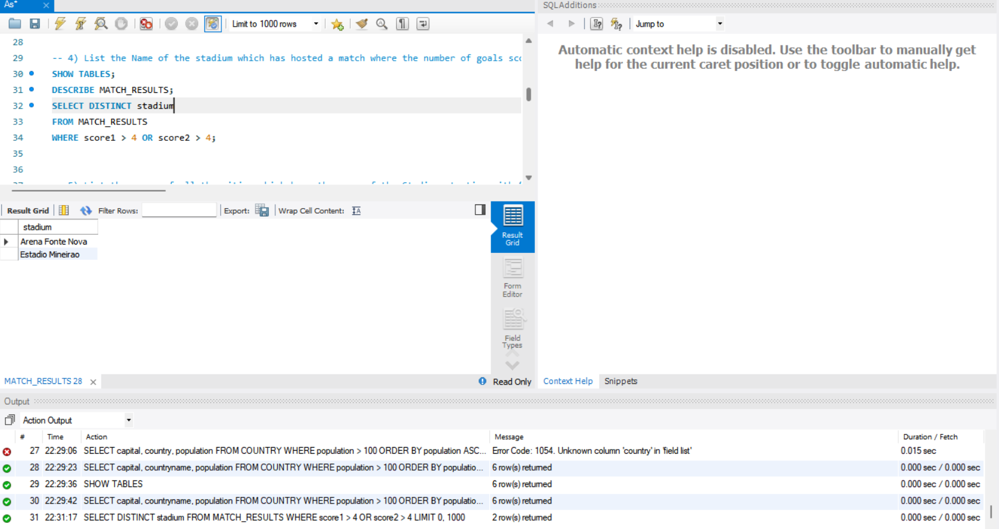 As*
SQLAdditions
Limit to 1000 rows
Jump to
28
29 -- 4) List the Name of the stadium which has hosted a match where the number of goals sco
30 SHOW TABLES;
31 DESCRIBE MATCH_RESULTS;
32 SELECT DISTINCT stadium
33 FROM MATCH_RESULTS
34 WHERE score1 > 4 OR score2 > 4;
35
36
Automatic context help is disabled. Use the toolbar to manually get
help for the current caret position or to toggle automatic help.
Result Grid Filter Rows: Export: Wrap Cell Content:
stadium
Arena Fonte Nova
Estadio Mineirao
Result
Grid
Form
Editor
Field
Types
MATCH_RESULTS 28
Read Only
Context Help Snippets
Output
Action Output
# Time Action Message Duration / Fetch
27 22:29:06 SELECT capital, country, population FROM COUNTRY WHERE population > 100 ORDER BY population ASC... Error Code: 1054. Unknown column 'country' in 'field list' 0.015 sec
28 22:29:23 SELECT capital, countryname, population FROM COUNTRY WHERE population > 100 ORDER BY populatio... 6 row(s) returned 0.000 sec / 0.000 sec
29 22:29:36 SHOW TABLES 6 row(s) returned 0.000 sec / 0.000 sec
30 22:29:42 SELECT capital, countryname, population FROM COUNTRY WHERE population > 100 ORDER BY populatio... 6 row(s) returned 0.000 sec / 0.000 sec
31 22:31:17 SELECT DISTINCT stadium FROM MATCH_RESULTS WHERE score1 > 4 OR score2 > 4 LIMIT 0, 1000 2 row(s) returned 0.000 sec / 0.000 sec